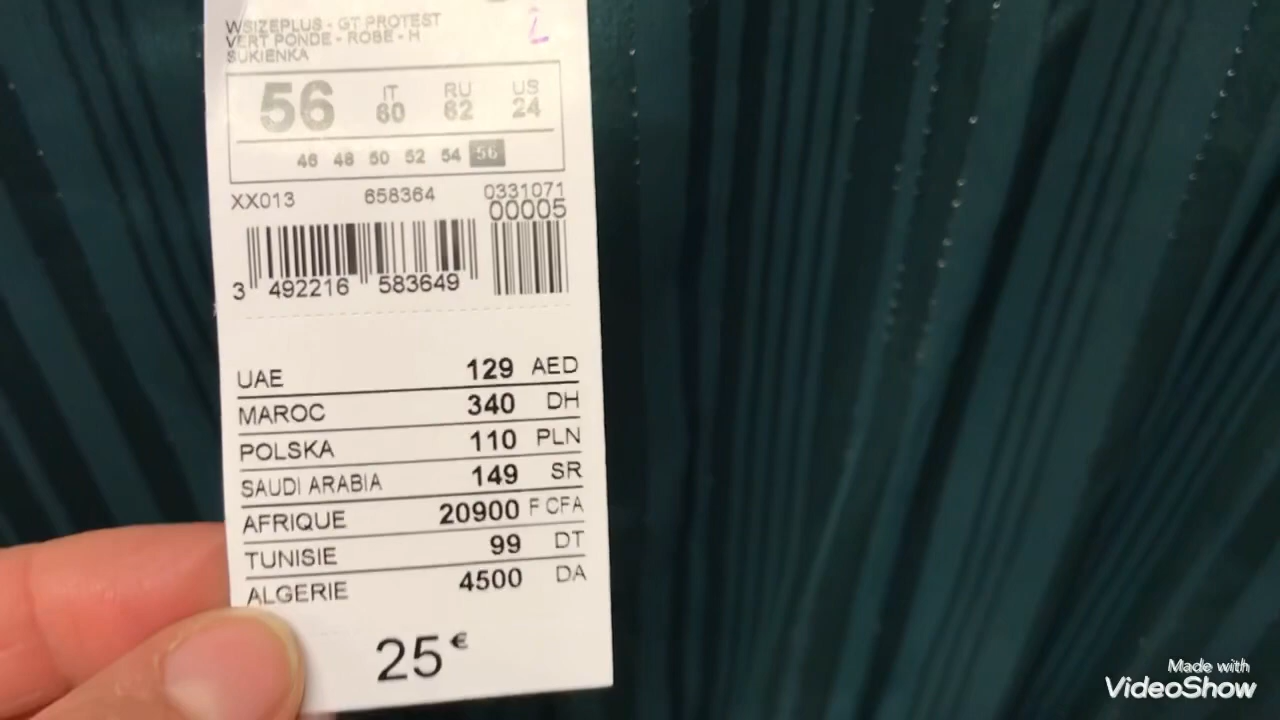 WSIZEPLUS - GT PROTEST
VERT PONDE - ROBE - H
SUKIENKA
56 IT 60 RU 62 US 24
46 48 50 52 54 56
XX013 658364 0331071
00005
3 492216 583649
UAE 129 AED
MAROC 340 DH
POLSKA 110 PLN
SAUDI ARABIA 149 SR
AFRIQUE 20900 F CFA
TUNISIE 99 DT
ALGERIE 4500 DA
25 €
Made with
VideoShow